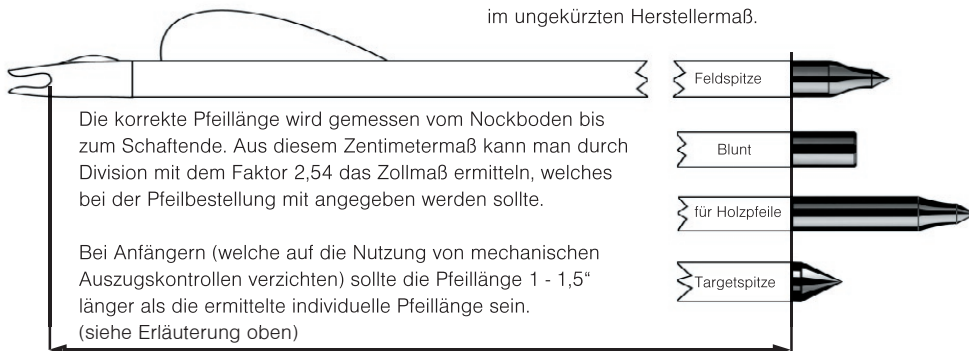 im ungekürzten Herstellermaß.
Feldspitze
Die korrekte Pfeillänge wird gemessen vom Nockboden bis
zum Schaftende. Aus diesem Zentimetermaß kann man durch
Division mit dem Faktor 2,54 das Zollmaß ermitteln, welches
bei der Pfeilbestellung mit angegeben werden sollte.
Blunt
für Holzpfeile
Bei Anfängern (welche auf die Nutzung von mechanischen
Auszugskontrollen verzichten) sollte die Pfeillänge 1 - 1,5“
länger als die ermittelte individuelle Pfeillänge sein.
(siehe Erläuterung oben)
Targetspitze